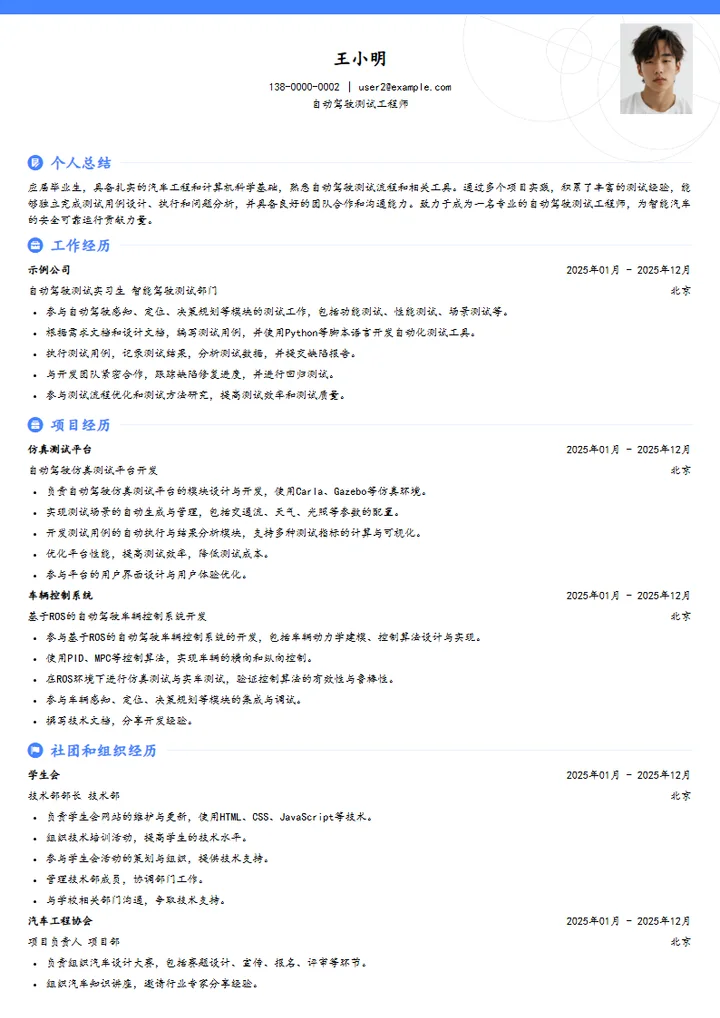 王小明
138-0000-0002 | user2@example.com
自动驾驶测试工程师
个人总结
应届毕业生，具备扎实的汽车工程和计算机科学基础，熟悉自动驾驶测试流程和相关工具。通过多个项目实践，积累了丰富的测试经验，能
够独立完成测试用例设计、执行和问题分析，并具备良好的团队合作和沟通能力。致力于成为一名专业的自动驾驶测试工程师，为智能汽车
的安全可靠运行贡献力量。
工作经历
示例公司 2025年01月 - 2025年12月
自动驾驶测试实习生 智能驾驶测试部门 北京
• 参与自动驾驶感知、定位、决策规划等模块的测试工作，包括功能测试、性能测试、场景测试等。
• 根据需求文档和设计文档，编写测试用例，并使用Python等脚本语言开发自动化测试工具。
• 执行测试用例，记录测试结果，分析测试数据，并提交缺陷报告。
• 与开发团队紧密合作，跟踪缺陷修复进度，并进行回归测试。
• 参与测试流程优化和测试方法研究，提高测试效率和测试质量。
项目经历
仿真测试平台 2025年01月 - 2025年12月
自动驾驶仿真测试平台开发 北京
• 负责自动驾驶仿真测试平台的模块设计与开发，使用Carla、Gazebo等仿真环境。
• 实现测试场景的自动生成与管理，包括交通流、天气、光照等参数的配置。
• 开发测试用例的自动执行与结果分析模块，支持多种测试指标的计算与可视化。
• 优化平台性能，提高测试效率，降低测试成本。
• 参与平台的用户界面设计与用户体验优化。
车辆控制系统 2025年01月 - 2025年12月
基于ROS的自动驾驶车辆控制系统开发 北京
• 参与基于ROS的自动驾驶车辆控制系统的开发，包括车辆动力学建模、控制算法设计与实现。
• 使用PID、MPC等控制算法，实现车辆的横向和纵向控制。
• 在ROS环境下进行仿真测试与实车测试，验证控制算法的有效性与鲁棒性。
• 参与车辆感知、定位、决策规划等模块的集成与调试。
• 撰写技术文档，分享开发经验。
社团和组织经历
学生会 2025年01月 - 2025年12月
技术部部长 技术部 北京
• 负责学生会网站的维护与更新，使用HTML、CSS、JavaScript等技术。
• 组织技术培训活动，提高学生的技术水平。
• 参与学生会活动的策划与组织，提供技术支持。
• 管理技术部成员，协调部门工作。
• 与学校相关部门沟通，争取技术支持。
汽车工程协会 2025年01月 - 2025年12月
项目负责人 项目部 北京
• 负责组织汽车设计大赛，包括赛题设计、宣传、报名、评审等环节。
• 组织汽车知识讲座，邀请行业专家分享经验。